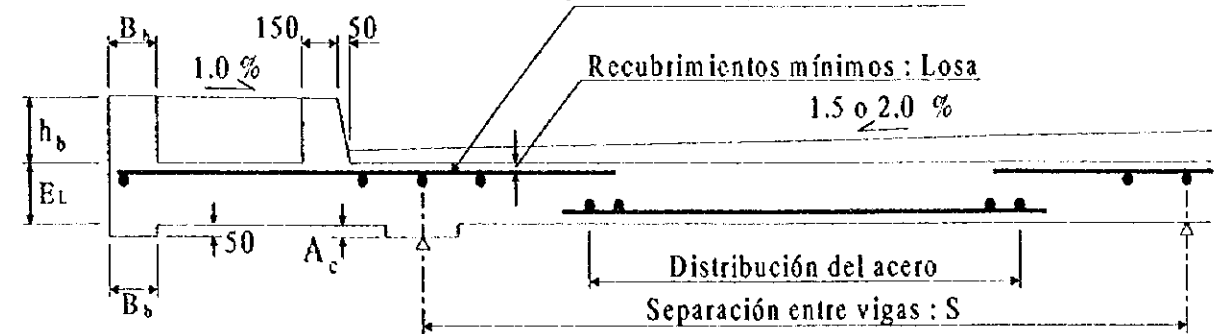 B_b
150
50
1.0 %
Recubrimientos mínimos : Losa
1.5 o 2.0 %
h_b
E_L
50
A_c
B_b
Distribución del acero
Separación entre vigas : S